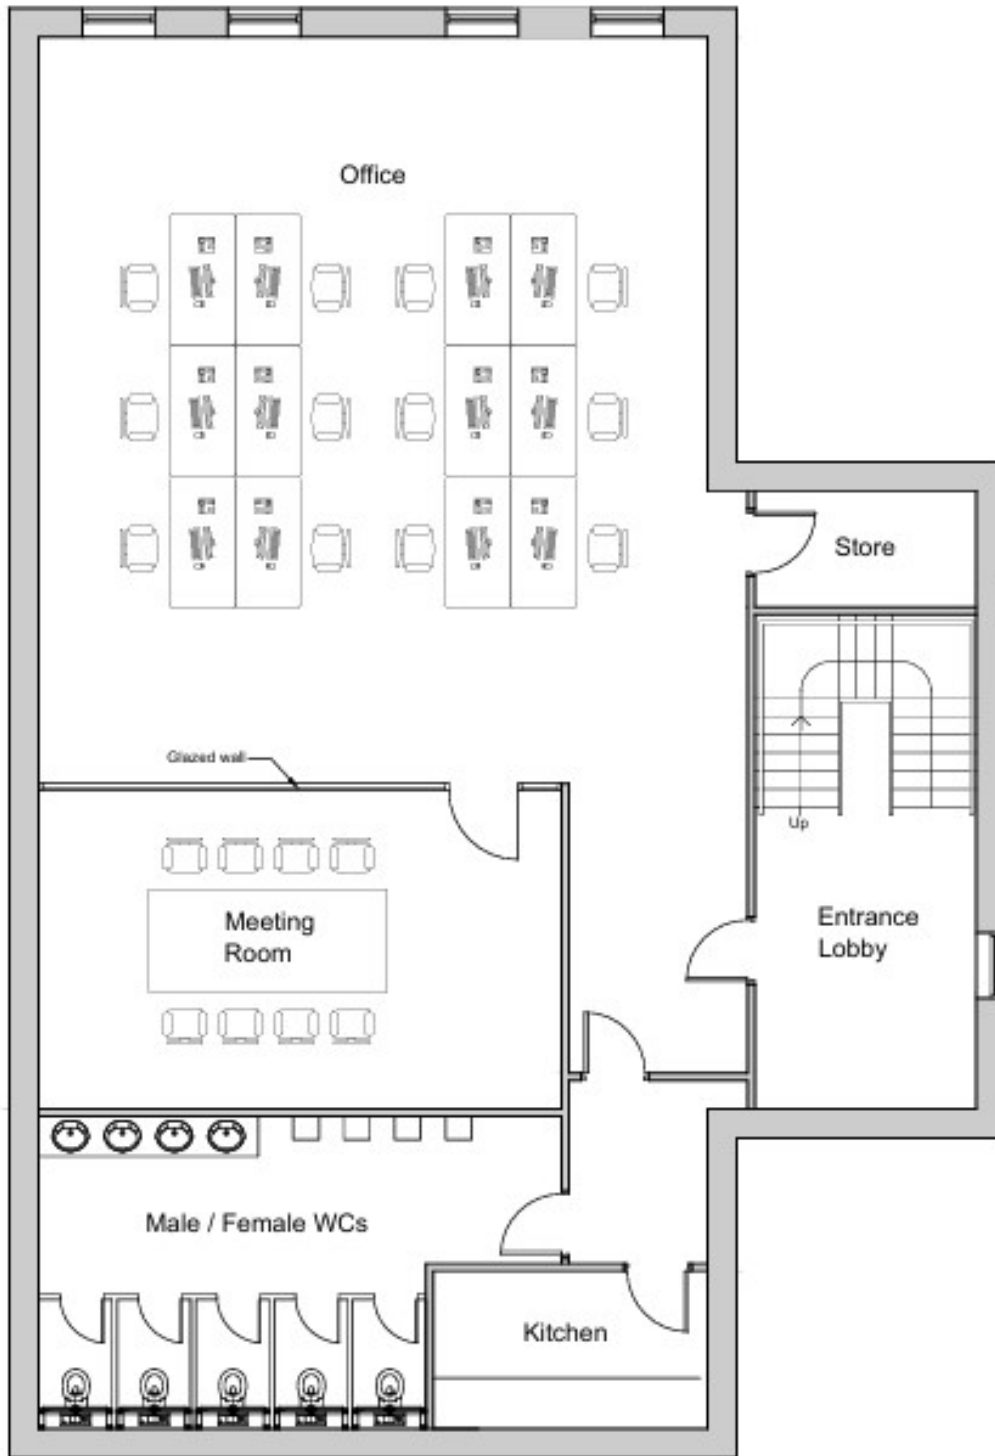 Office
Store
Glazed wall
Up
Meeting
Room
Entrance
Lobby
Male / Female WCs
Kitchen